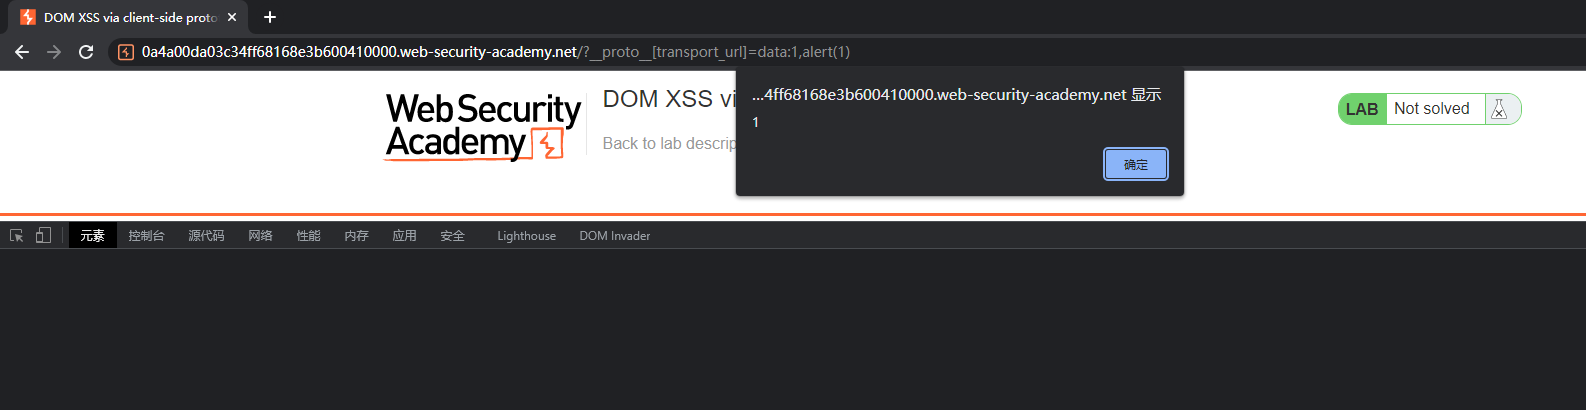 DOM XSS via client-side proto
0a4a00da03c34ff68168e3b600410000.web-security-academy.net/?__proto__[transport_url]=data:1,alert(1)
Web Security
Academy
DOM XSS vi
Back to lab descrip
...4ff68168e3b600410000.web-security-academy.net 显示
1
确定
LAB Not solved
元素 控制台 源代码 网络 性能 内存 应用 安全 Lighthouse DOM Invader